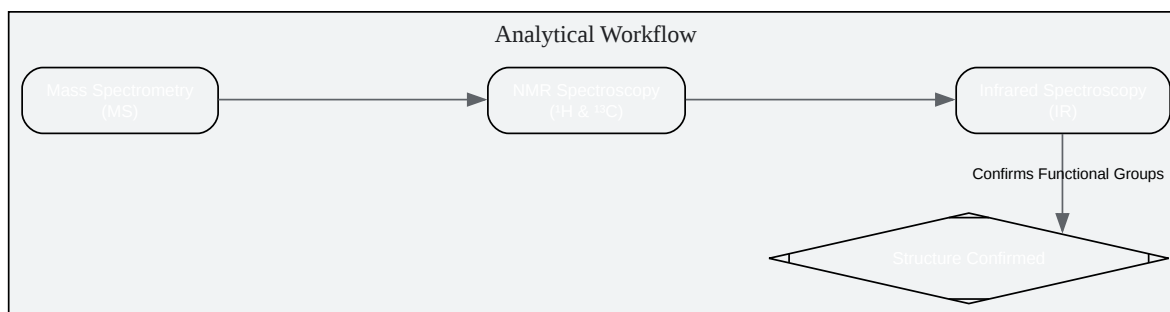 Analytical Workflow
Mass Spectrometry
(MS)
NMR Spectroscopy
(¹H & ¹³C)
Infrared Spectroscopy
(IR)
Confirms Functional Groups
Structure Confirmed